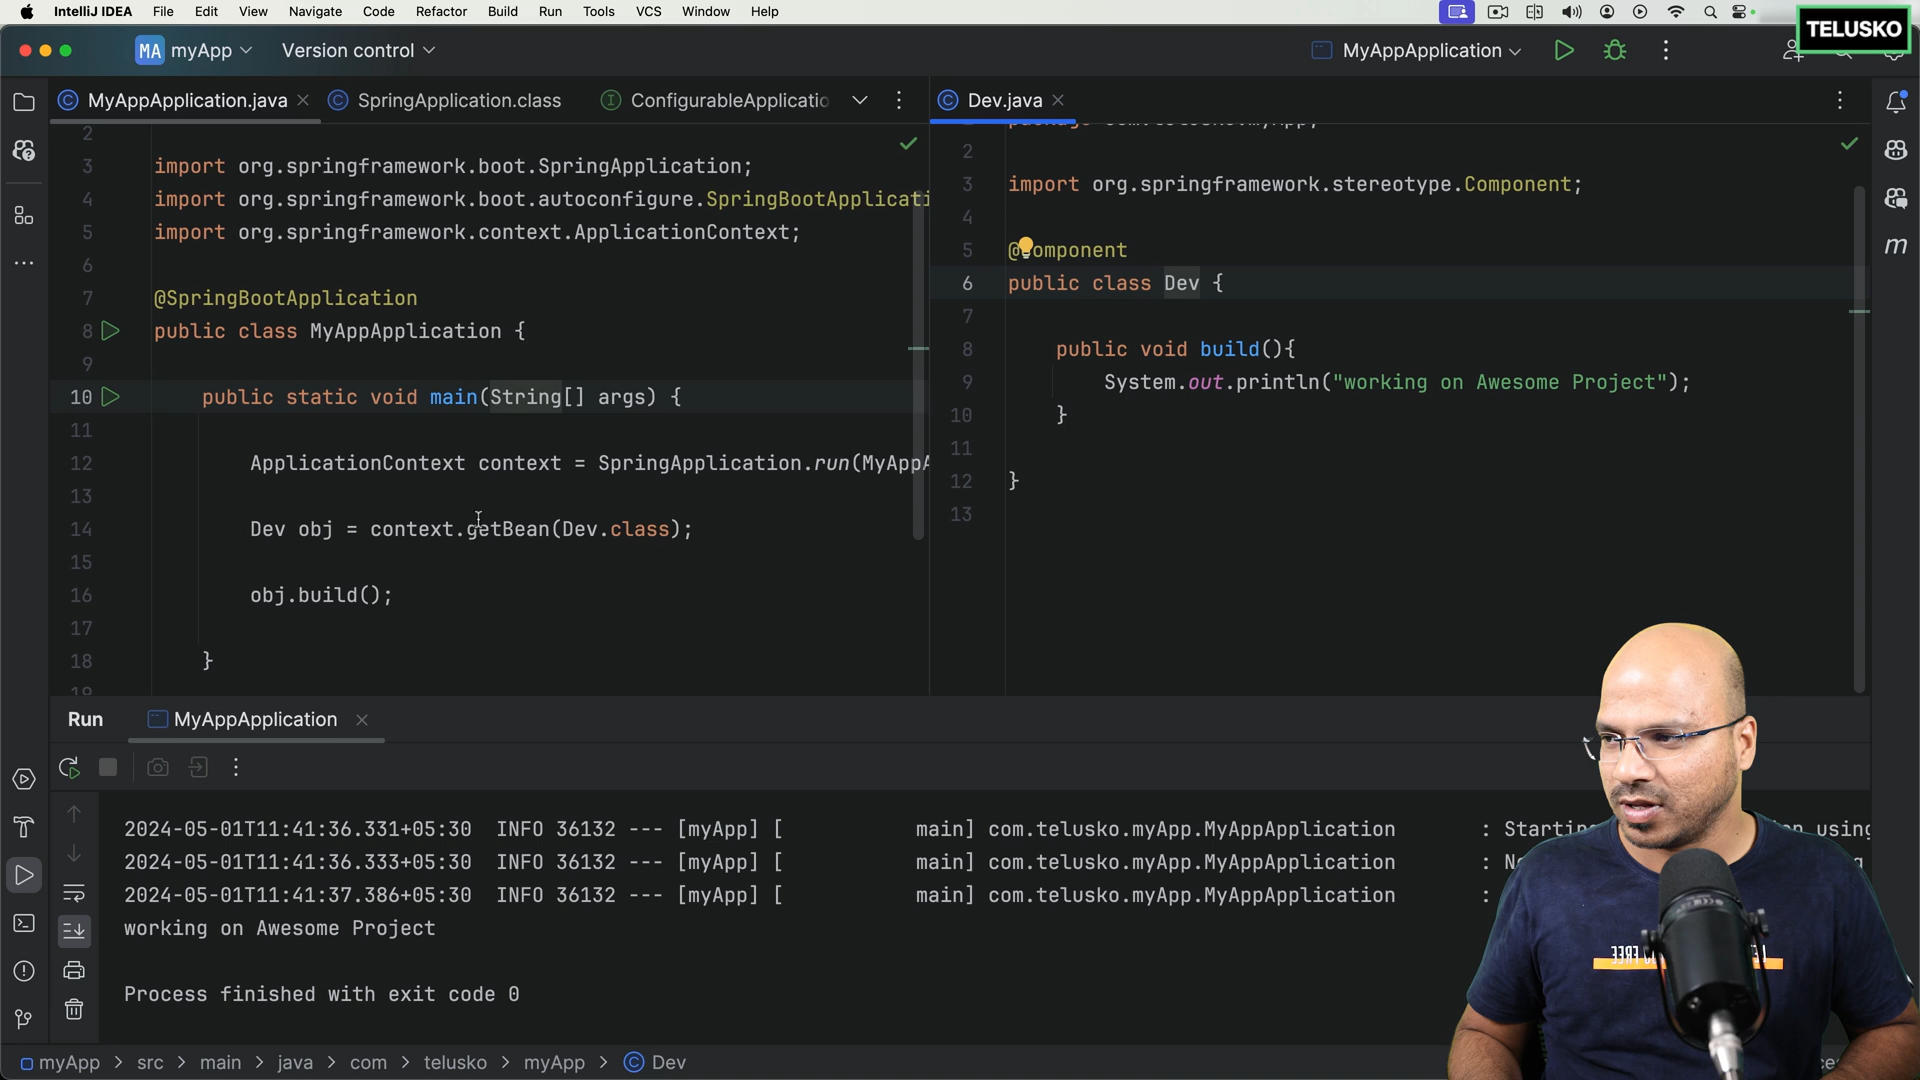 IntelliJ IDEA File Edit View Navigate Code Refactor Build Run Tools VCS Window Help
TELUSKO
MA myApp Version control MyAppApplication
MyAppApplication.java SpringApplication.class ConfigurableApplicatio
2
3 import org.springframework.boot.SpringApplication;
4 import org.springframework.boot.autoconfigure.SpringBootApplicati
5 import org.springframework.context.ApplicationContext;
6
7 @SpringBootApplication
8 public class MyAppApplication {
9
10 public static void main(String[] args) {
11
12 ApplicationContext context = SpringApplication.run(MyAppA
13
14 Dev obj = context.getBean(Dev.class);
15
16 obj.build();
17
18 }
19
Dev.java
2
3 import org.springframework.stereotype.Component;
4
5 @Component
6 public class Dev {
7
8 public void build(){
9 System.out.println("working on Awesome Project");
10 }
11
12 }
13
m
Run MyAppApplication
2024-05-01T11:41:36.331+05:30 INFO 36132 --- [myApp] [ main] com.telusko.myApp.MyAppApplication : Starti using
2024-05-01T11:41:36.333+05:30 INFO 36132 --- [myApp] [ main] com.telusko.myApp.MyAppApplication : N
2024-05-01T11:41:37.386+05:30 INFO 36132 --- [myApp] [ main] com.telusko.myApp.MyAppApplication :
working on Awesome Project
Process finished with exit code 0
myApp > src > main > java > com > telusko > myApp > Dev